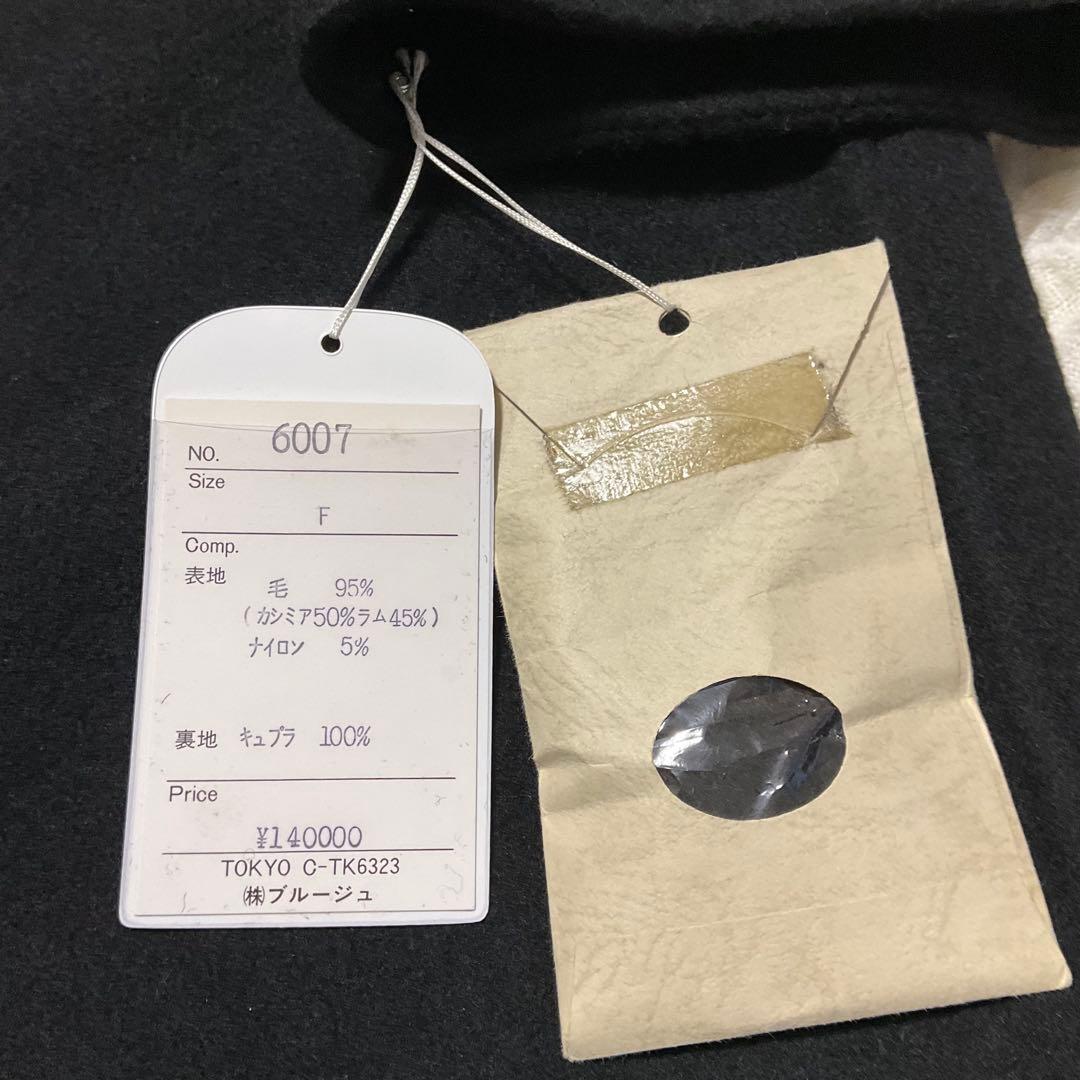 NO. 6007
Size
F
Comp.
表地
毛 95%
(カシミア50%ラム45%)
ナイロン 5%
裏地 キュプラ 100%
Price
¥140000
TOKYO C-TK6323
㈱ブルージュ